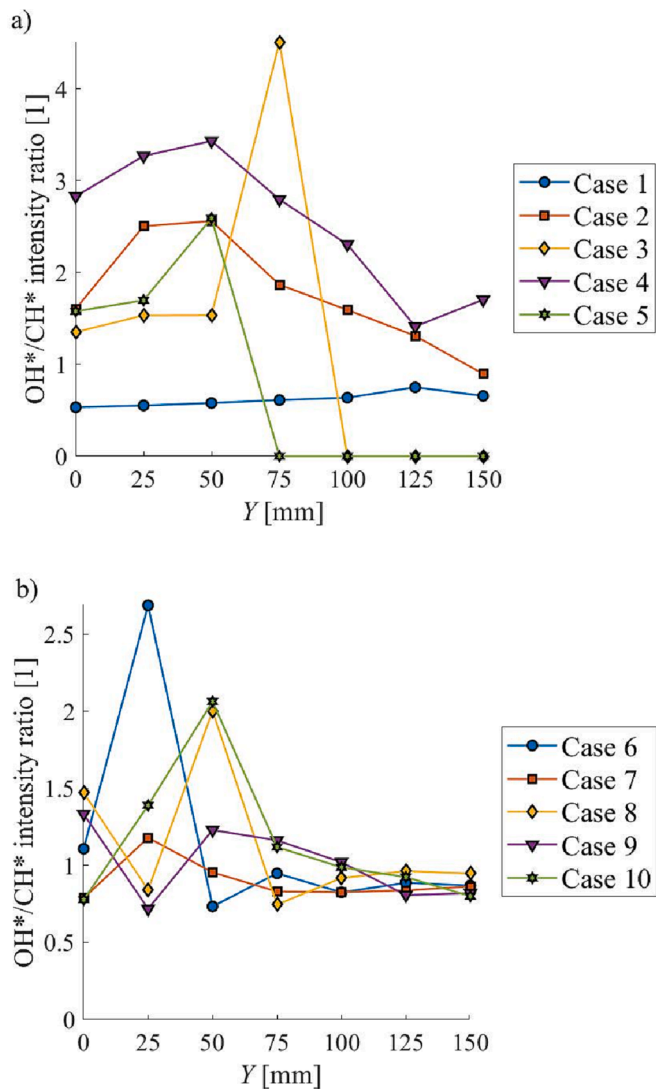 a)
OH*/CH* intensity ratio [1]
4
3
2
1
0
0 25 50 75 100 125 150
Y [mm]
Case 1
Case 2
Case 3
Case 4
Case 5
b)
OH*/CH* intensity ratio [1]
2.5
2
1.5
1
0.5
0
0 25 50 75 100 125 150
Y [mm]
Case 6
Case 7
Case 8
Case 9
Case 10